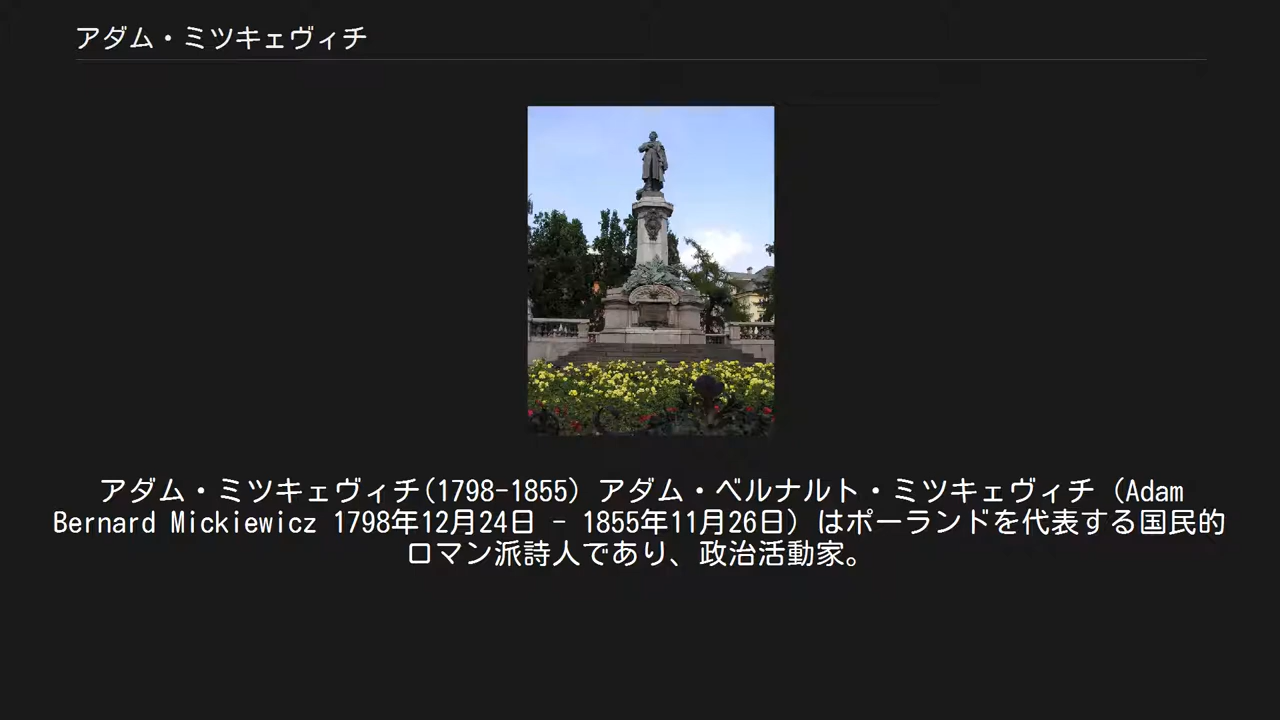 アダム・ミツキェヴィチ
アダム・ミツキェヴィチ(1798-1855) アダム・ベルナルト・ミツキェヴィチ (Adam
Bernard Mickiewicz 1798年12月24日 - 1855年11月26日) はポーランドを代表する国民的
ロマン派詩人であり、政治活動家。